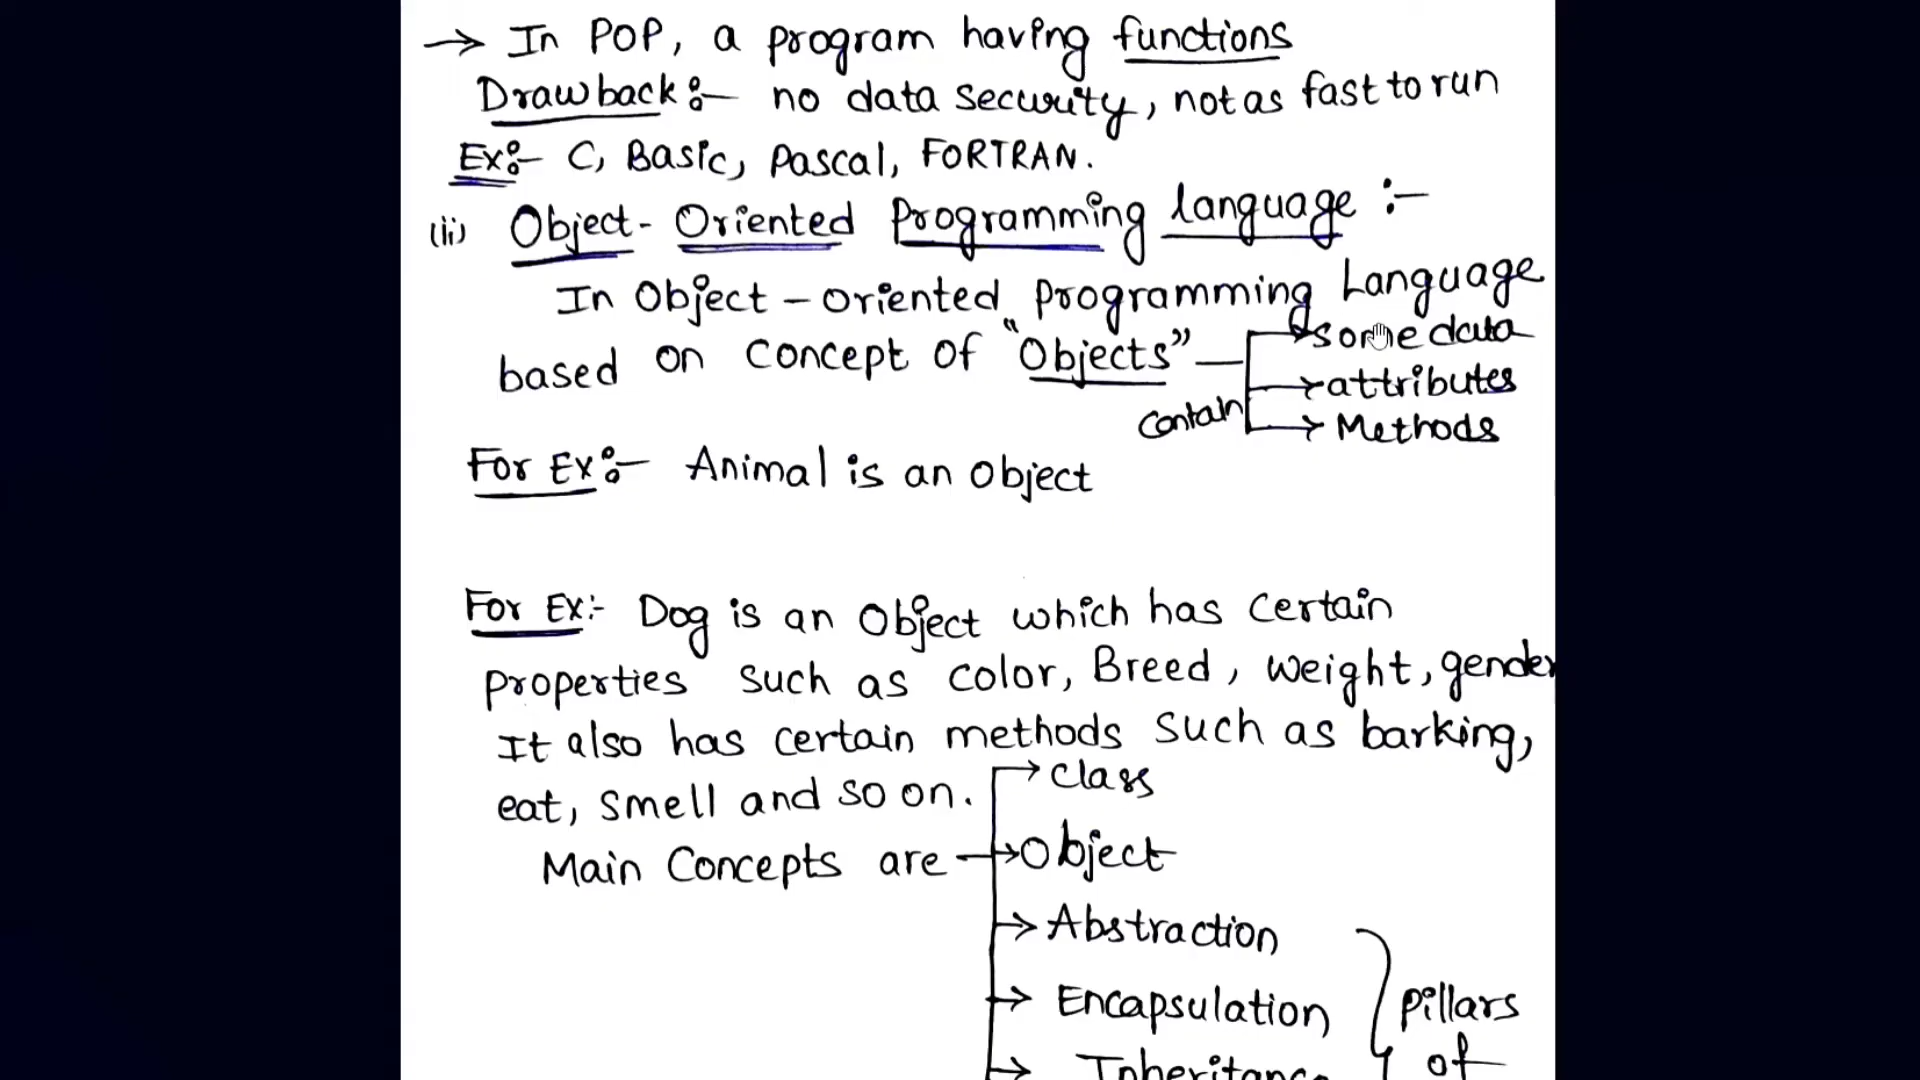 → In POP, a program having functions
Drawback:- no data security, not as fast to run
Ex:- C, Basic, Pascal, FORTRAN.
(ii) Object-Oriented Programming language :-
In Object-oriented programming Language
based on concept of "Objects" — contain → some data
→ attributes
→ Methods
For Ex:- Animal is an object
For Ex:- Dog is an Object which has certain
properties such as color, Breed, weight, gender
It also has certain methods such as barking,
eat, smell and so on.
Main Concepts are → class
→ Object
→ Abstraction
→ Encapsulation
→ Inheritance
Pillars
of